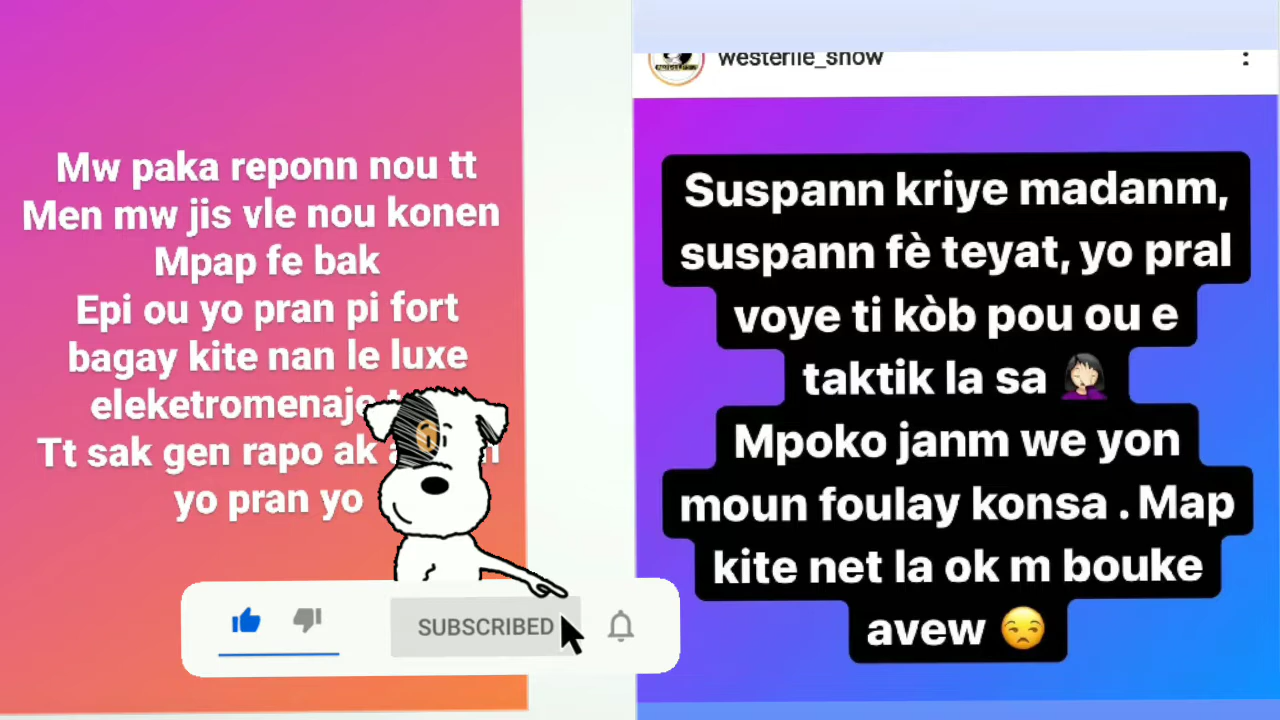 Mw paka reponn nou tt
Men mw jis vle nou konen
Mpap fe bak
Epi ou yo pran pi fort
bagay kite nan le luxe
eleketromenaje
Tt sak gen rapo ak
yo pran yo
SUBSCRIBED
westerlie_show
Suspann kriye madanm,
suspann fè teyat, yo pral
voye ti kòb pou ou e
taktik la sa 🤦🏻‍♀️
Mpoko janm we yon
moun foulay konsa . Map
kite net la ok m bouke
avew 😒